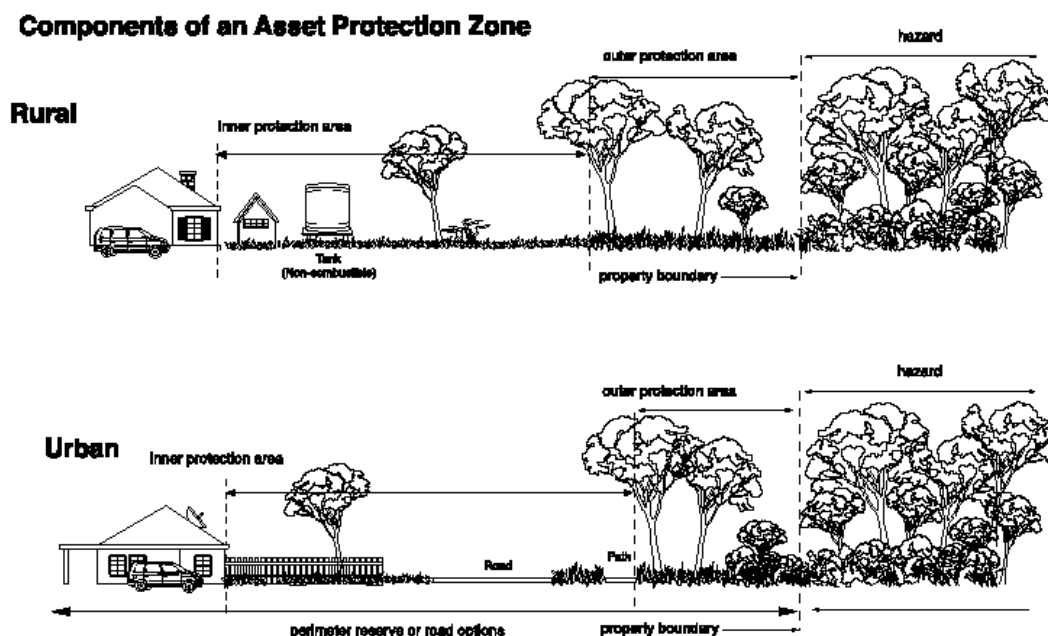 Components of an Asset Protection Zone
hazard
outer protection area
Rural
inner protection area
Tank
(Non-combustible)
property boundary
hazard
outer protection area
Urban
inner protection area
Road
Path
perimeter reserve or road options
property boundary